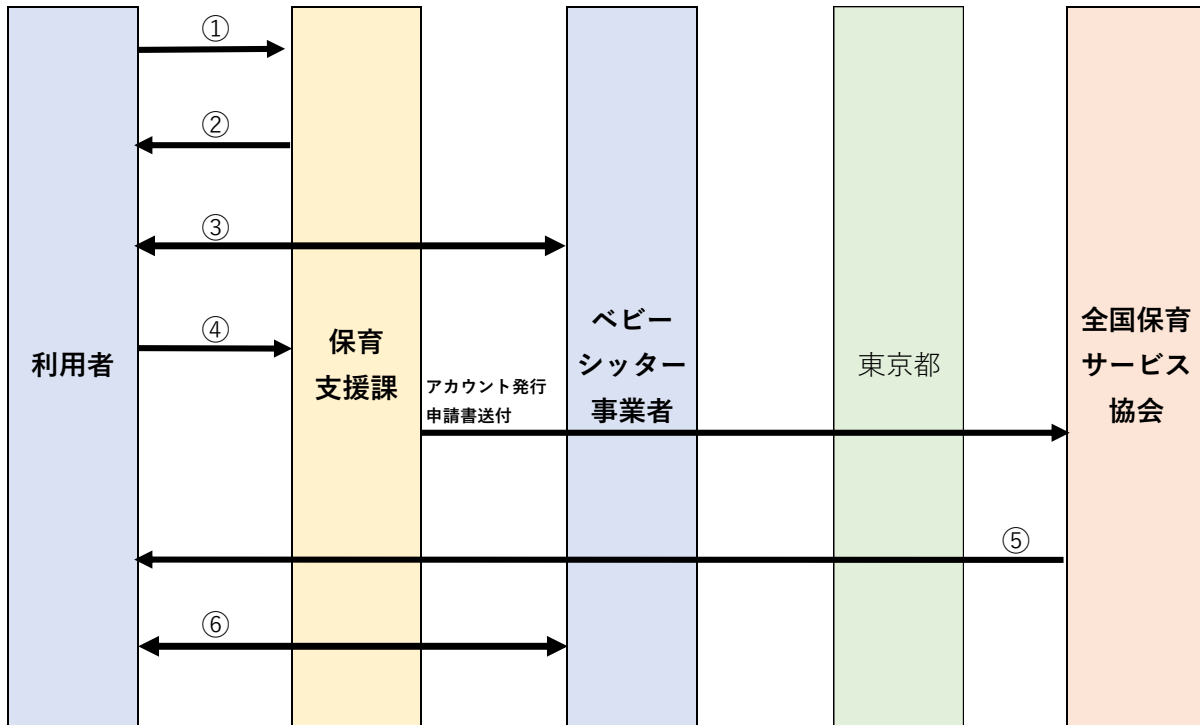 ①
②
③
④
⑤
⑥
利用者
保育
支援課
アカウント発行
申請書送付
ベビー
シッター
事業者
東京都
全国保育
サービス
協会